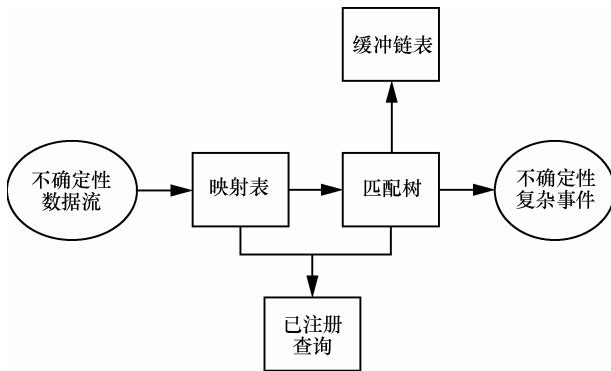 缓冲链表
不确定性
数据流
映射表
匹配树
不确定性
复杂事件
已注册
查询